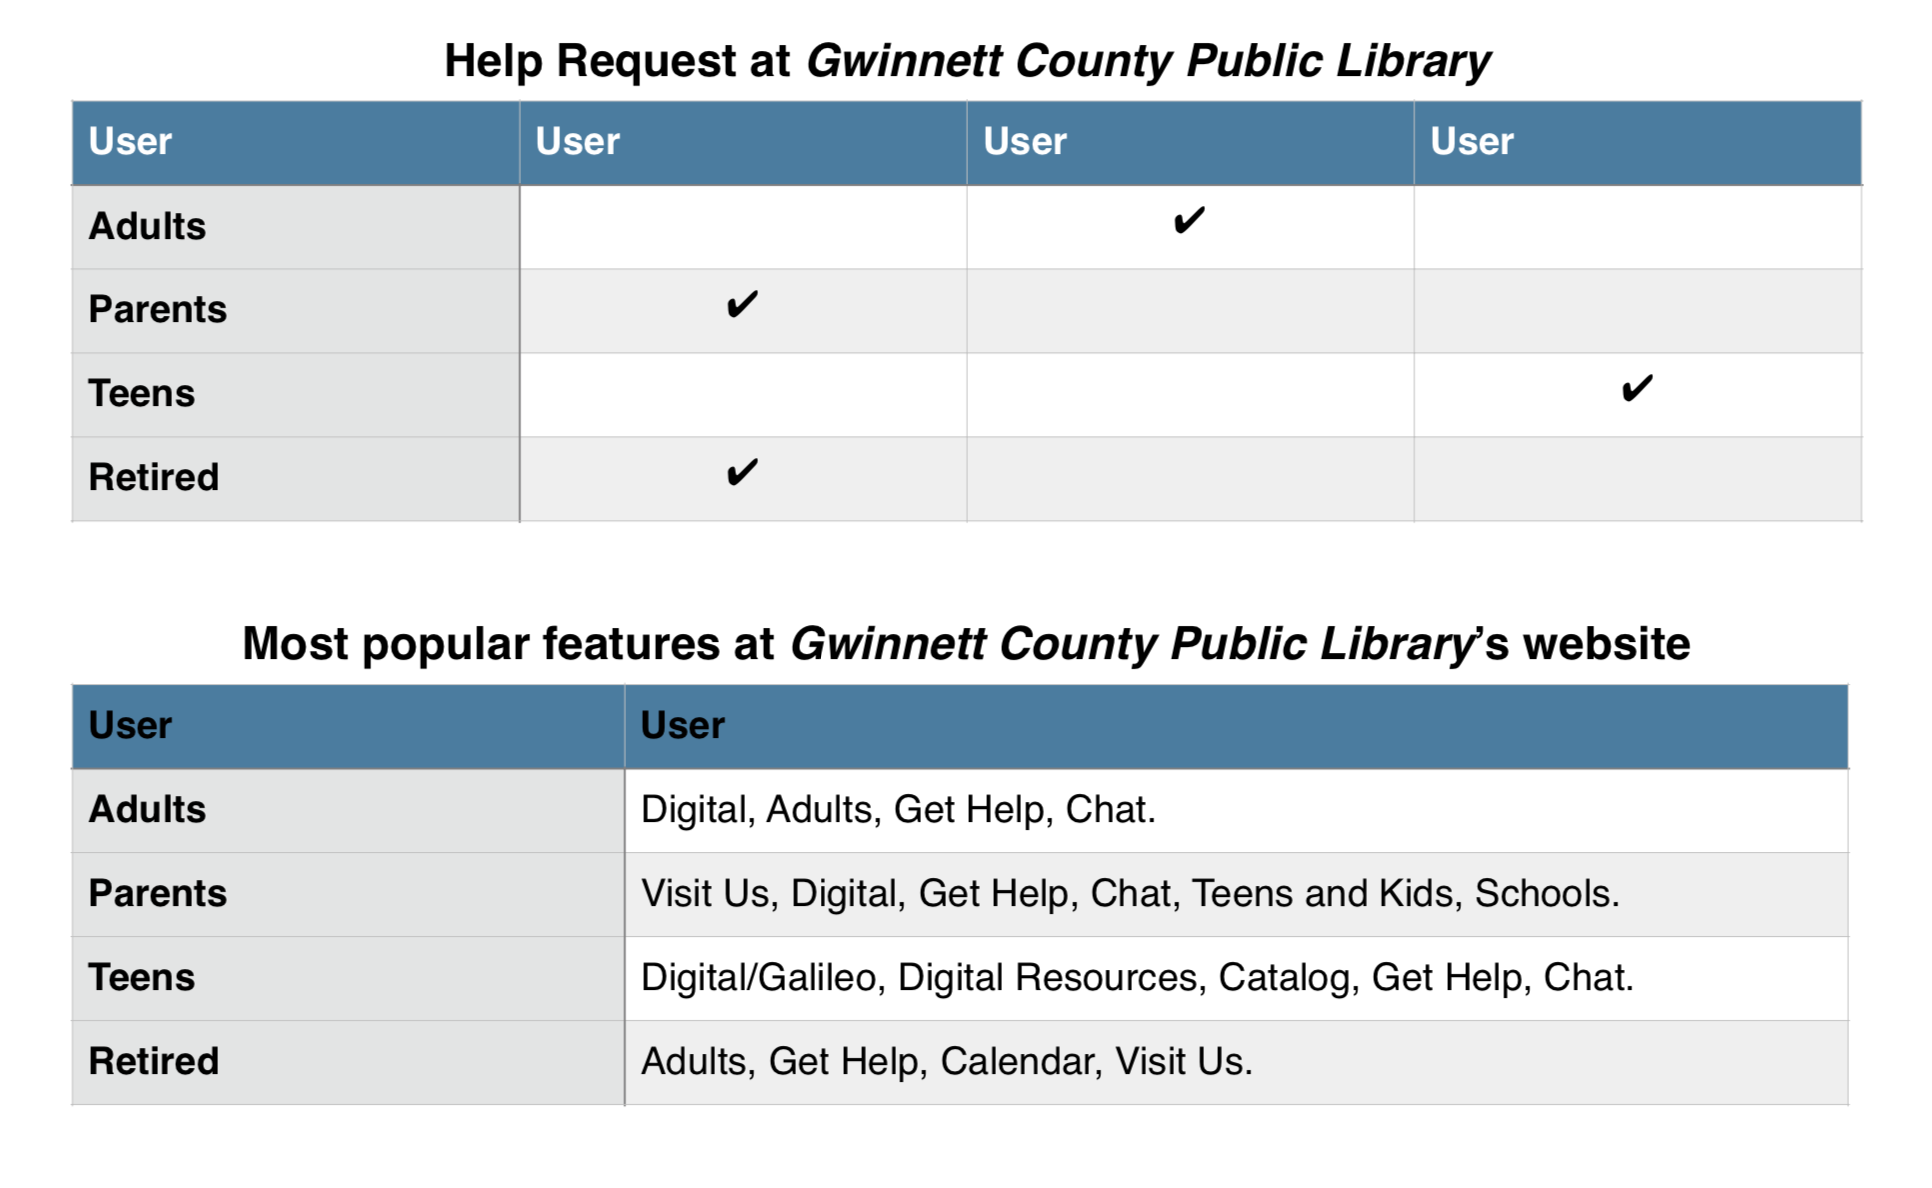 Help Request at Gwinnett County Public Library
User User User User
Adults ✔
Parents ✔
Teens ✔
Retired ✔
Most popular features at Gwinnett County Public Library’s website
User User
Adults Digital, Adults, Get Help, Chat.
Parents Visit Us, Digital, Get Help, Chat, Teens and Kids, Schools.
Teens Digital/Galileo, Digital Resources, Catalog, Get Help, Chat.
Retired Adults, Get Help, Calendar, Visit Us.